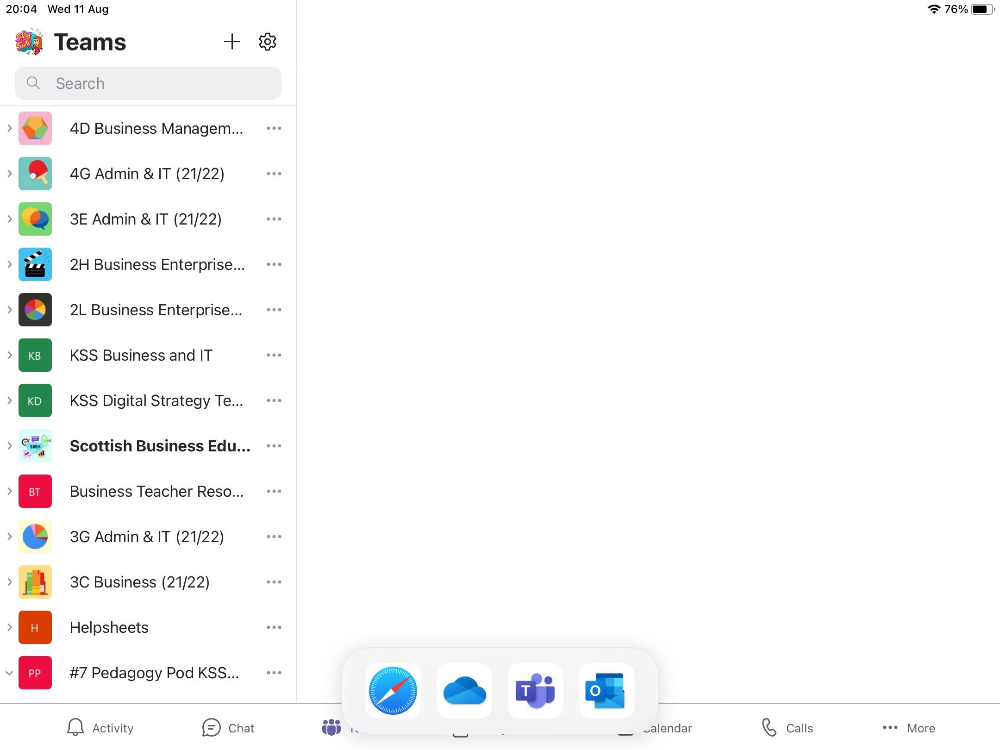 20:04 Wed 11 Aug
76%
Stay Safe
Teams
Search
4D Business Managem...
4G Admin & IT (21/22)
3E Admin & IT (21/22)
2H Business Enterprise...
2L Business Enterprise...
KB KSS Business and IT
KD KSS Digital Strategy Te...
SBEA Scottish Business Edu...
BT Business Teacher Reso...
3G Admin & IT (21/22)
3C Business (21/22)
H Helpsheets
PP #7 Pedagogy Pod KSS...
T O
Activity Chat Calendar Calls More